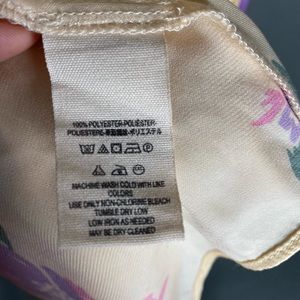 100% POLYESTER-POLIÉSTER-
MACHINE WASH COLD WITH LIKE
COLORS
USE ONLY NON-CHLORINE BLEACH
TUMBLE DRY LOW
LOW IRON AS NEEDED
MAY BE DRY CLEANED